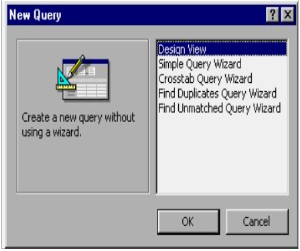 New Query
Design View
Simple Query Wizard
Crosstab Query Wizard
Find Duplicates Query Wizard
Find Unmatched Query Wizard
Create a new query without
using a wizard.
OK
Cancel